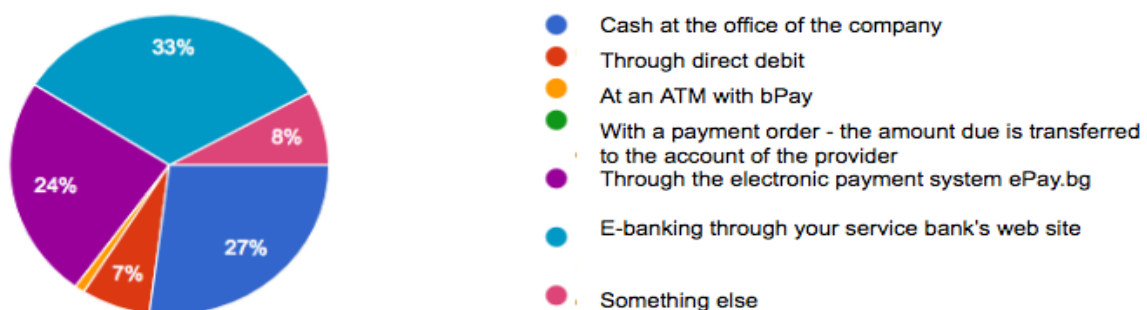 33%
8%
24%
7%
27%
Cash at the office of the company
Through direct debit
At an ATM with bPay
With a payment order - the amount due is transferred
to the account of the provider
Through the electronic payment system ePay.bg
E-banking through your service bank's web site
Something else